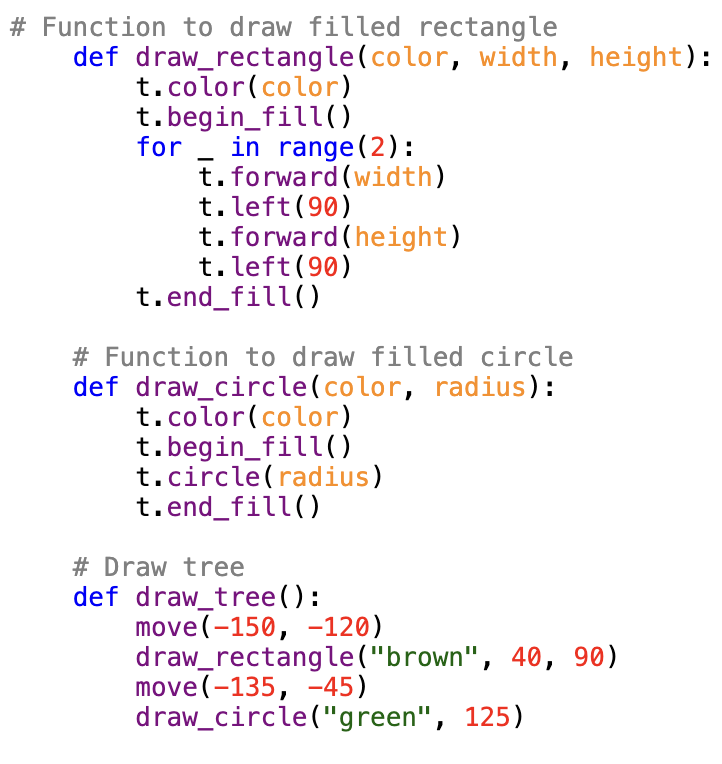 # Function to draw filled rectangle
    def draw_rectangle(color, width, height):
        t.color(color)
        t.begin_fill()
        for _ in range(2):
            t.forward(width)
            t.left(90)
            t.forward(height)
            t.left(90)
        t.end_fill()

    # Function to draw filled circle
    def draw_circle(color, radius):
        t.color(color)
        t.begin_fill()
        t.circle(radius)
        t.end_fill()

    # Draw tree
    def draw_tree():
        move(-150, -120)
        draw_rectangle("brown", 40, 90)
        move(-135, -45)
        draw_circle("green", 125)